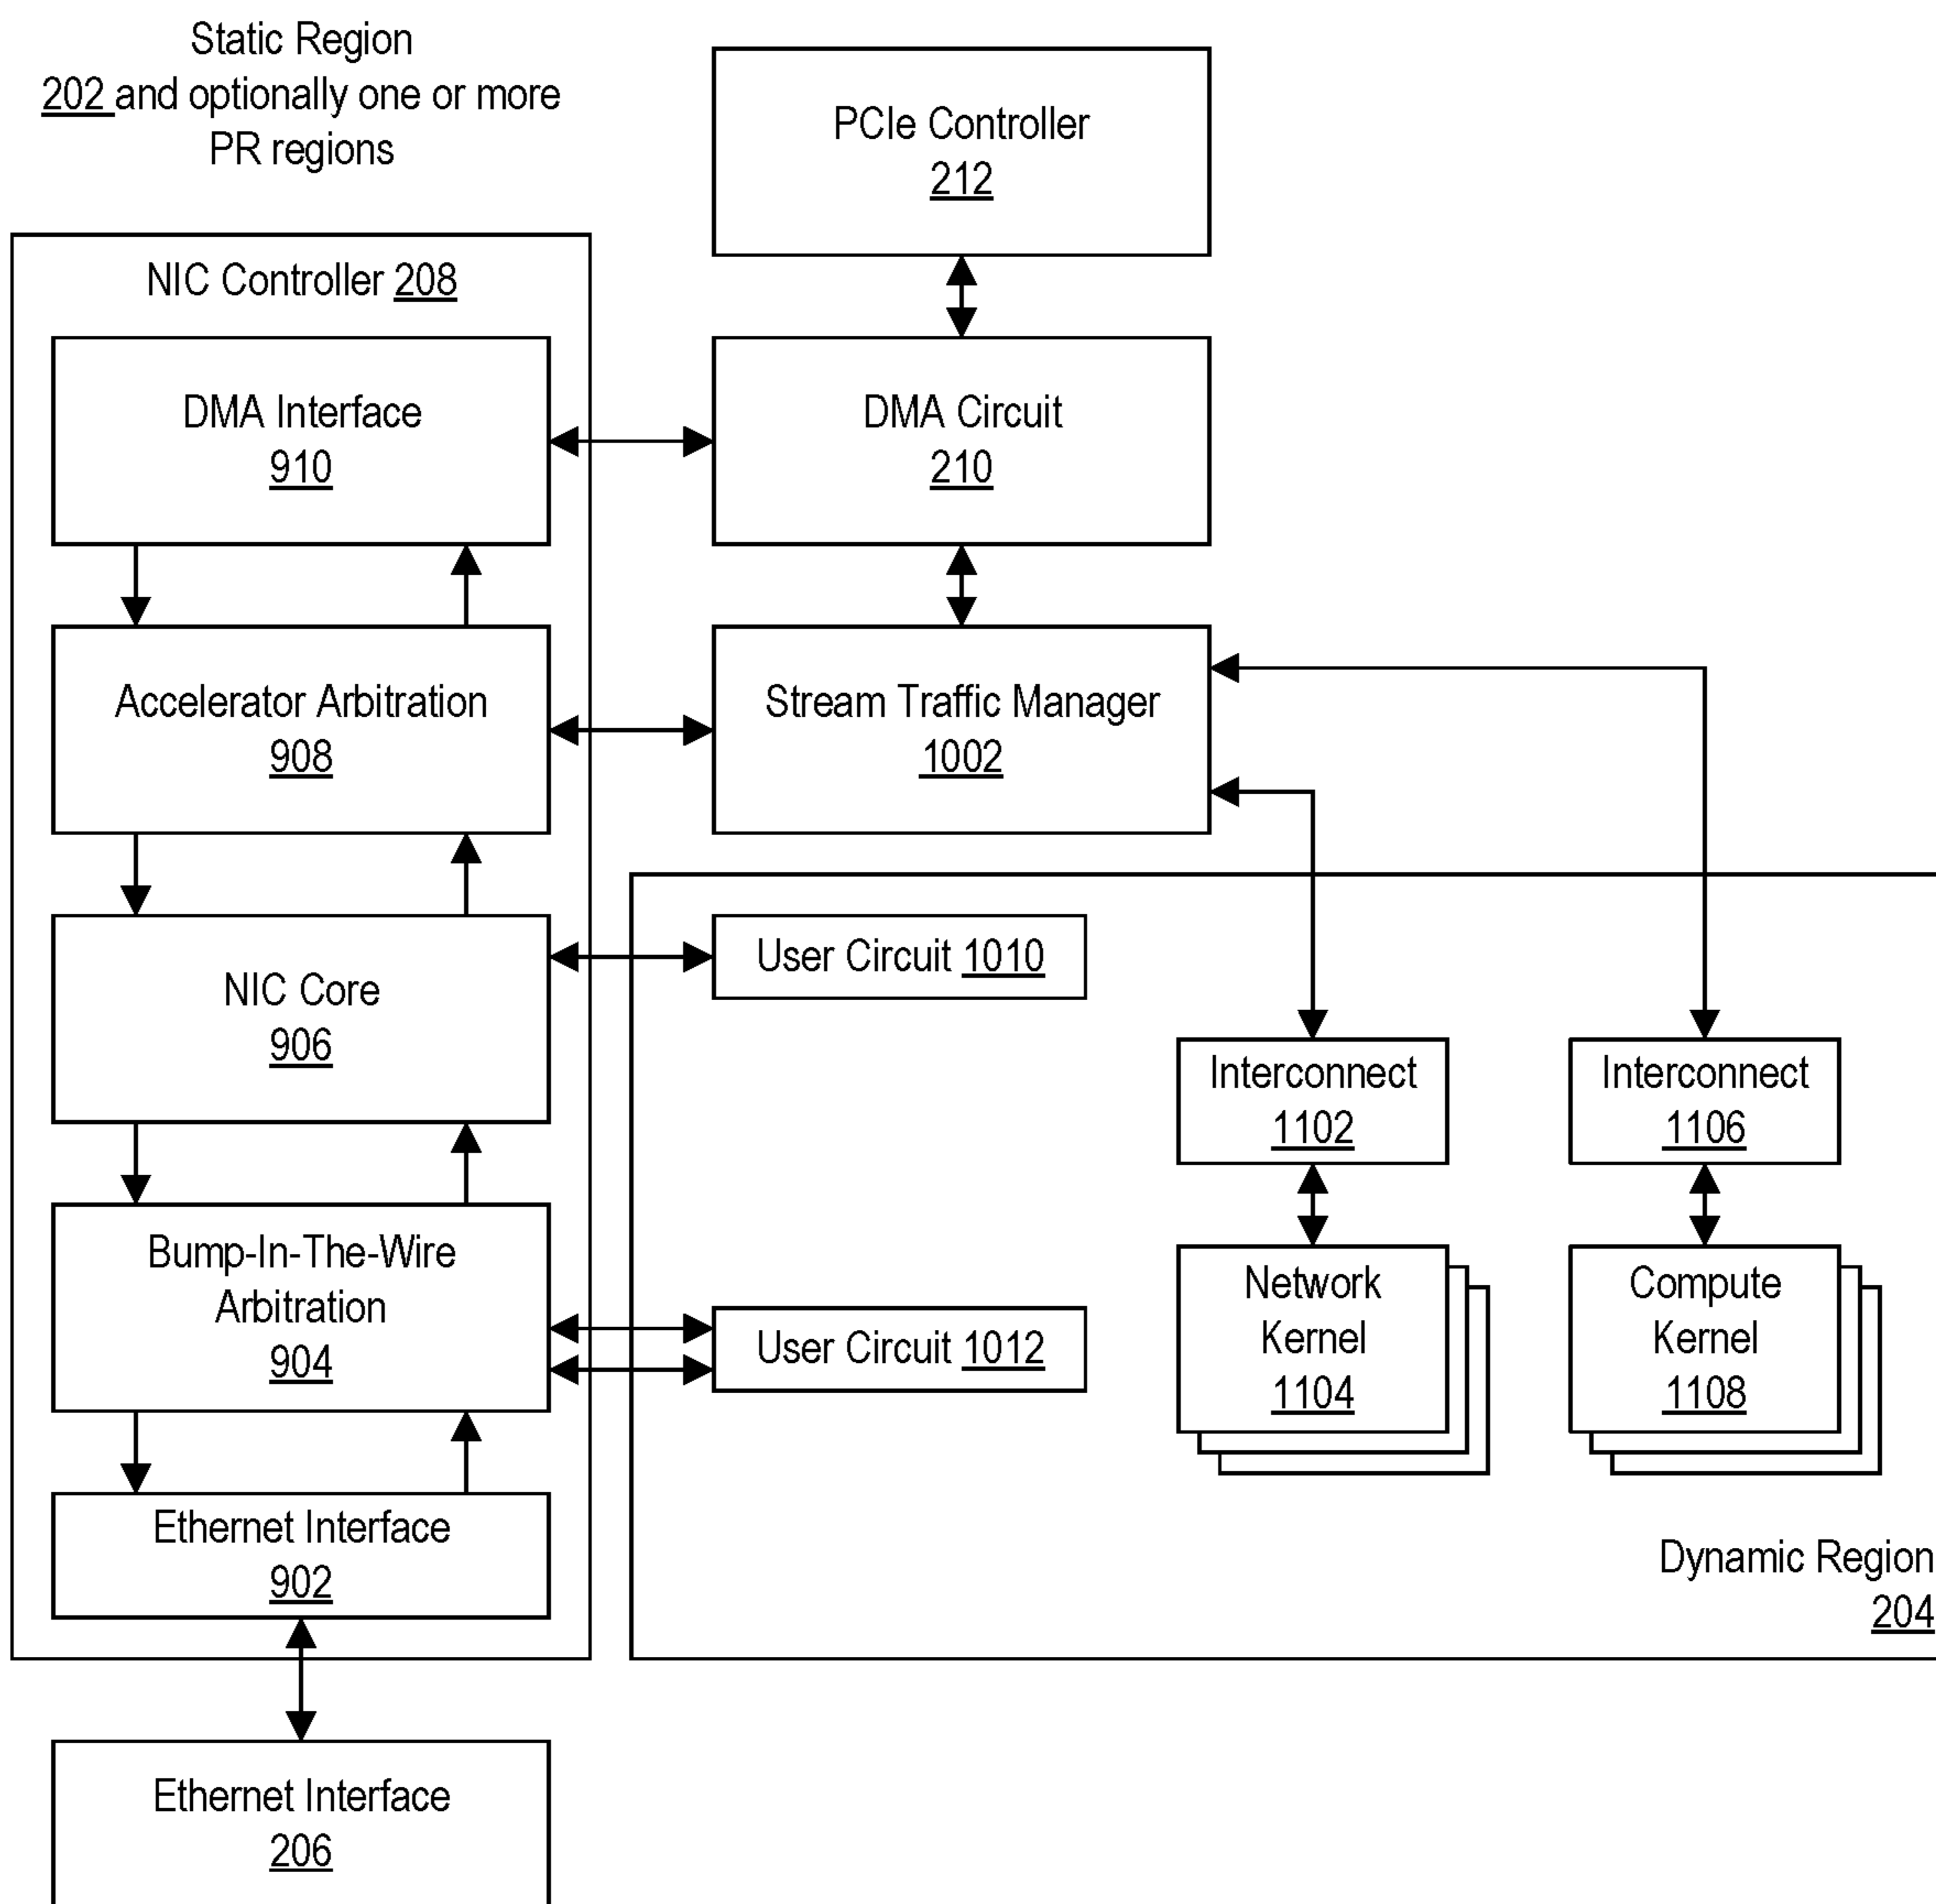 Static Region
202 and optionally one or more
PR regions
PCIe Controller
212
NIC Controller 208
DMA Interface
910
DMA Circuit
210
Accelerator Arbitration
908
Stream Traffic Manager
1002
NIC Core
906
User Circuit 1010
Interconnect
1102
Interconnect
1106
Bump-In-The-Wire
Arbitration
904
User Circuit 1012
Network
Kernel
1104
Compute
Kernel
1108
Ethernet Interface
902
Dynamic Region
204
Ethernet Interface
206